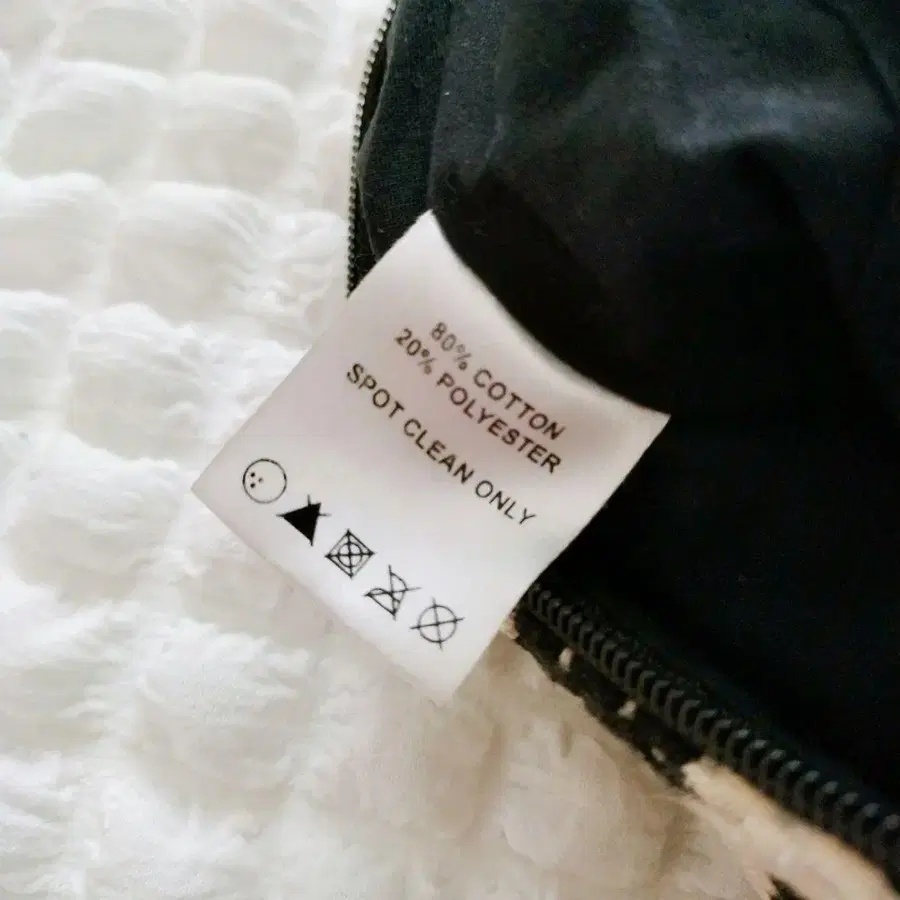 80% COTTON
20% POLYESTER
SPOT CLEAN ONLY